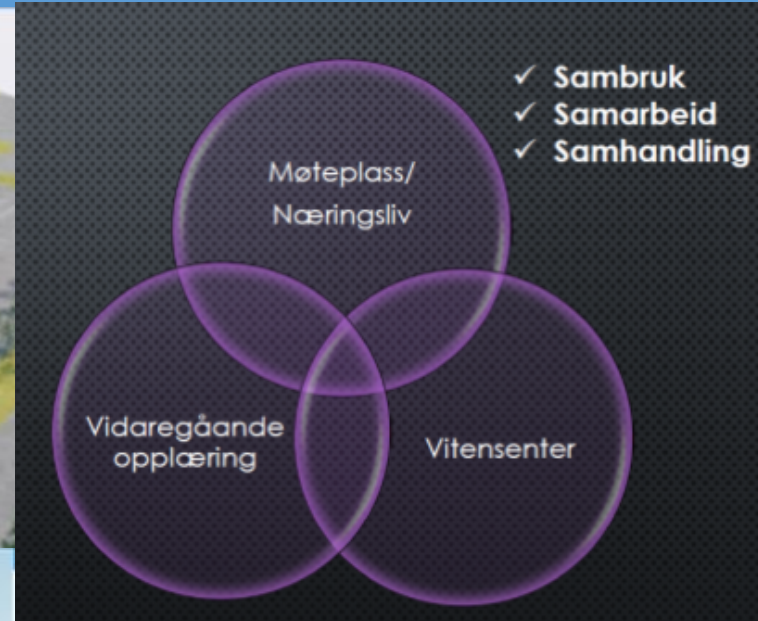 ✓ Sambruk
✓ Samarbeid
✓ Samhandling
Møteplass/
Næringsliv
Vidaregåande
opplæring
Vitensenter